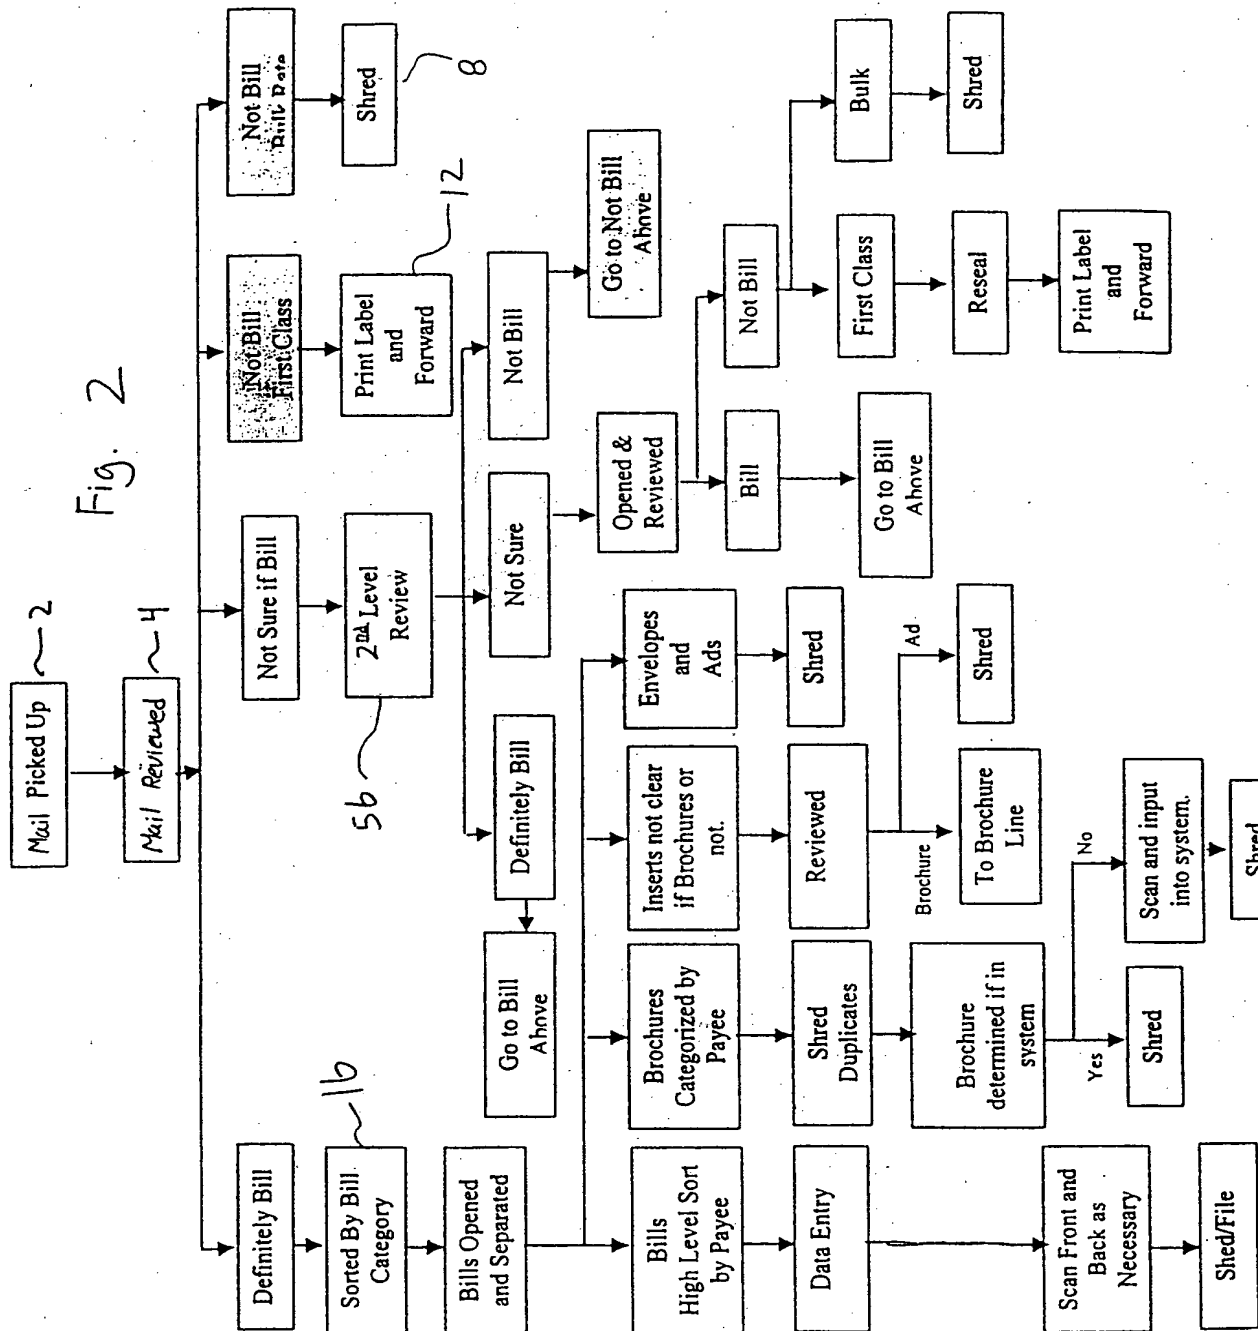 Fig. 2
Mail Picked Up
2
Mail Reviewed
4
Definitely Bill
Not Sure if Bill
Not Bill
First Class
Not Bill
Bulk Rate
Sorted By Bill
Category
11b
2nd Level
Review
5b
Print Label
and
Forward
12
Shred
8
Bills Opened
and Separated
Go to Bill
Above
Definitely Bill
Not Sure
Not Bill
Go to Not Bill
Above
Bills
High Level Sort
by Payee
Brochures
Categorized by
Payee
Inserts not clear
if Brochures or
not.
Envelopes
and
Ads
Opened &
Reviewed
Bill
Not Bill
Data Entry
Shred
Duplicates
Reviewed
Shred
Go to Bill
Above
First Class
Bulk
Brochure
Ad
Brochure
determined if in
system
To Brochure
Line
Shred
Reseal
Shred
Scan Front and
Back as
Necessary
Yes
No
Shred
Scan and input
into system.
Print Label
and
Forward
Shed/File
Shred